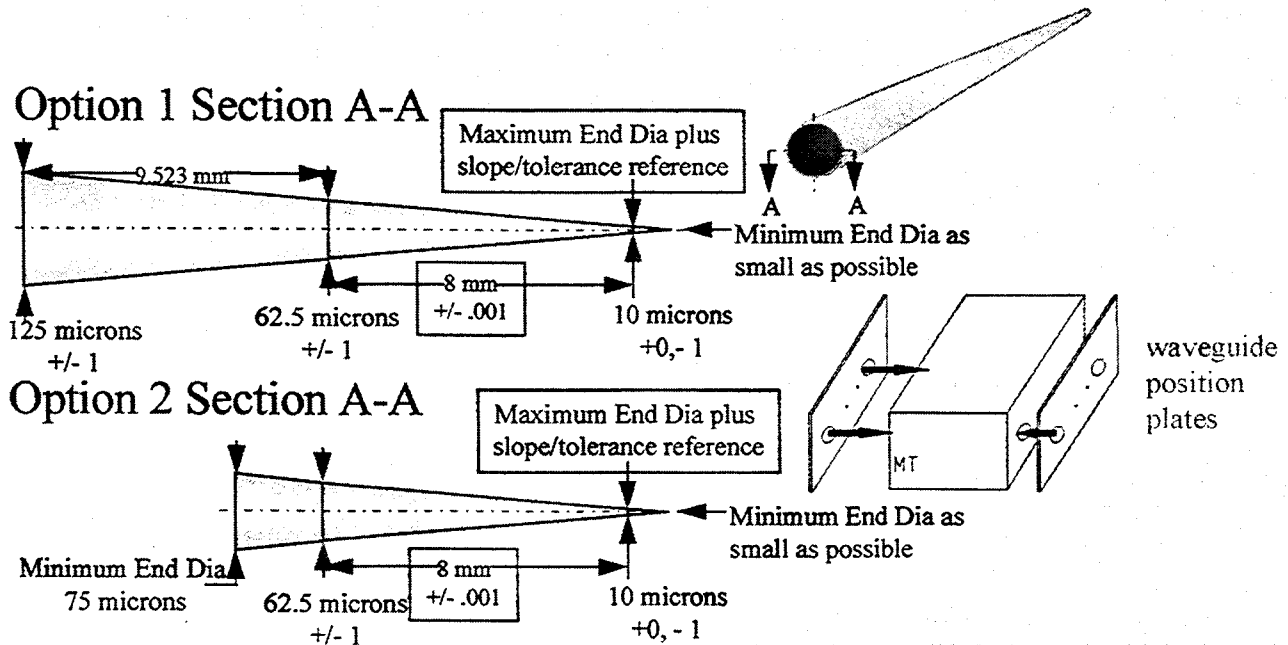 Option 1 Section A-A
Maximum End Dia plus
slope/tolerance reference
9.523 mm
A
A
Minimum End Dia as
small as possible
8 mm
+/- .001
125 microns
+/- 1
62.5 microns
+/- 1
10 microns
+0,- 1
waveguide
position
plates
MT
Option 2 Section A-A
Maximum End Dia plus
slope/tolerance reference
Minimum End Dia as
small as possible
Minimum End Dia
75 microns
8 mm
+/- .001
62.5 microns
+/- 1
10 microns
+0, - 1